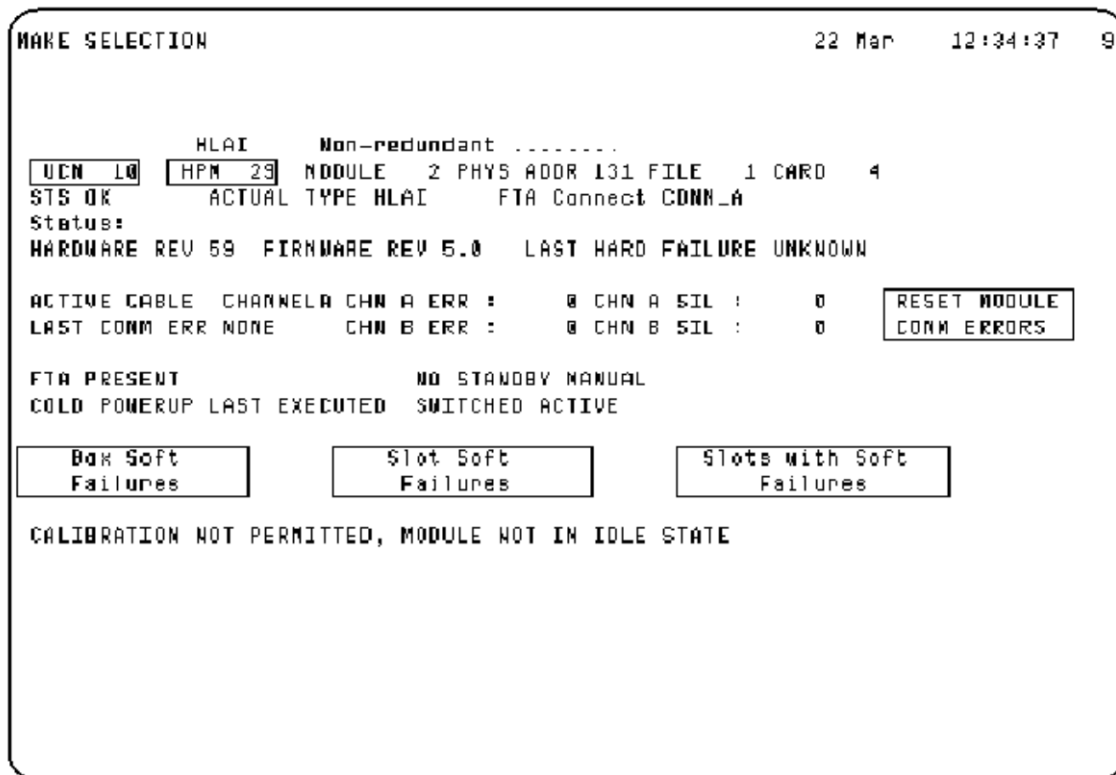 MAKE SELECTION 22 Mar 12:34:37 9
HLAI Non-redundant ........
UCN 10 HPM 29 MODULE 2 PHYS ADDR 131 FILE 1 CARD 4
STS OK ACTUAL TYPE HLAI FTA Connect CONN_A
Status:
HARDWARE REV 59 FIRMWARE REV 5.0 LAST HARD FAILURE UNKNOWN
ACTIVE CABLE CHANNELA CHN A ERR : 0 CHN A SIL : 0 RESET MODULE
LAST COMM ERR NONE CHN B ERR : 0 CHN B SIL : 0 COMM ERRORS
FTA PRESENT NO STANDBY MANUAL
COLD POWERUP LAST EXECUTED SWITCHED ACTIVE
Box Soft Slot Soft Slots with Soft
Failures Failures Failures
CALIBRATION NOT PERMITTED, MODULE NOT IN IDLE STATE